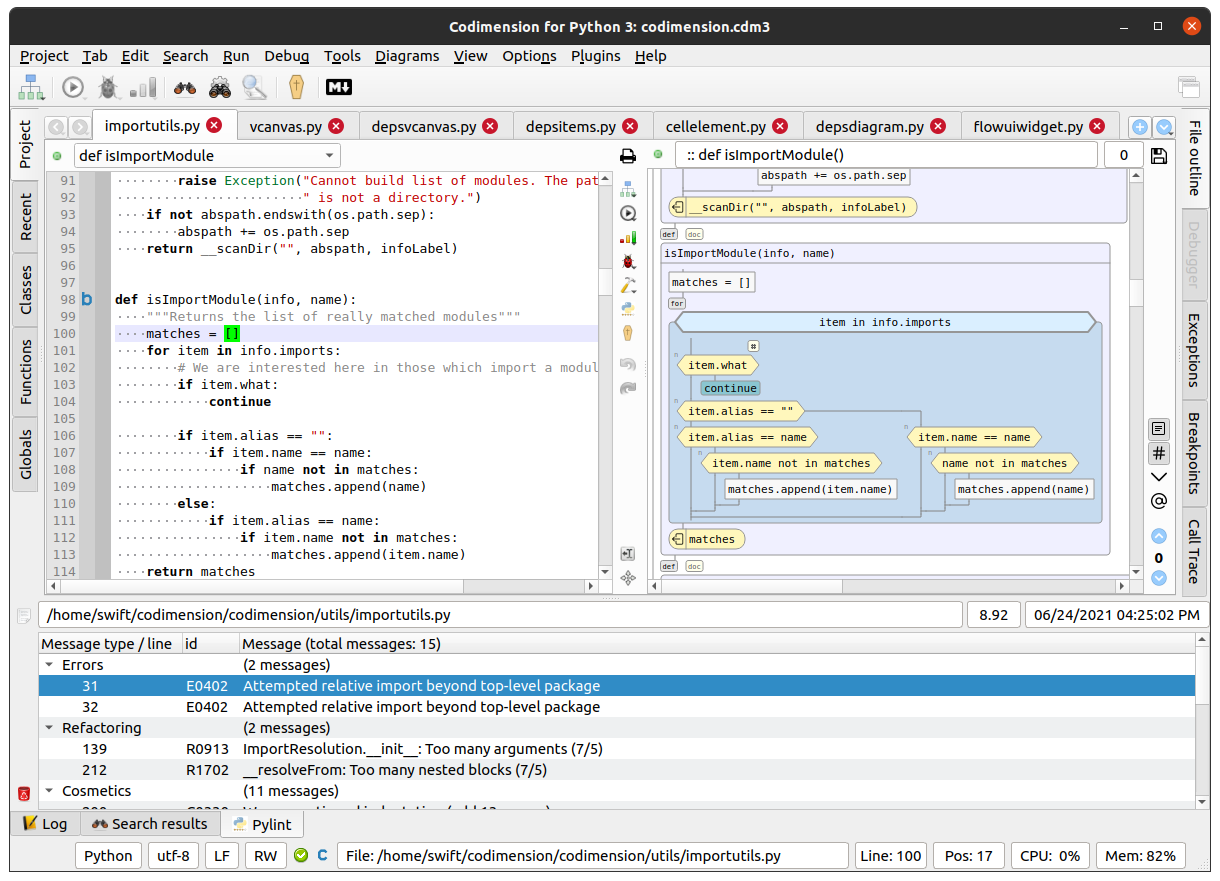 Codimension for Python 3: codimension.cdm3
Project Tab Edit Search Run Debug Tools Diagrams View Options Plugins Help
M
Project
Recent
Classes
Functions
Globals
importutils.py vcanvas.py depsvcanvas.py depsitems.py cellelement.py depsdiagram.py flowuiwidget.py
def isImportModule
91 ········raise Exception("Cannot build list of modules. The pat
92 ························" is not a directory.")
93 ····if not abspath.endswith(os.path.sep):
94 ········abspath += os.path.sep
95 ····return __scanDir("", abspath, infoLabel)
96
97
98 b def isImportModule(info, name):
99 ····"""Returns the list of really matched modules"""
100 ····matches = []
101 ····for item in info.imports:
102 ········# We are interested here in those which import a modul
103 ········if item.what:
104 ············continue
105
106 ········if item.alias == "":
107 ············if item.name == name:
108 ················if name not in matches:
109 ····················matches.append(name)
110 ········else:
111 ············if item.alias == name:
112 ················if item.name not in matches:
113 ····················matches.append(item.name)
114 ····return matches
:: def isImportModule()
0
abspath += os.path.sep
__scanDir("", abspath, infoLabel)
def doc
isImportModule(info, name)
matches = []
for
item in info.imports
#
n
item.what
continue
n
item.alias == ""
n n
item.alias == name item.name == name
n n
item.name not in matches name not in matches
matches.append(item.name) matches.append(name)
matches
def doc
#
@
0
File outline
Debugger
Exceptions
Breakpoints
Call Trace
/home/swift/codimension/codimension/utils/importutils.py 8.92 06/24/2021 04:25:02 PM
Message type / line id Message (total messages: 15)
Errors (2 messages)
31 E0402 Attempted relative import beyond top-level package
32 E0402 Attempted relative import beyond top-level package
Refactoring (2 messages)
139 R0913 ImportResolution.__init__: Too many arguments (7/5)
212 R1702 __resolveFrom: Too many nested blocks (7/5)
Cosmetics (11 messages)
Log Search results Pylint
Python utf-8 LF RW C File: /home/swift/codimension/codimension/utils/importutils.py Line: 100 Pos: 17 CPU: 0% Mem: 82%